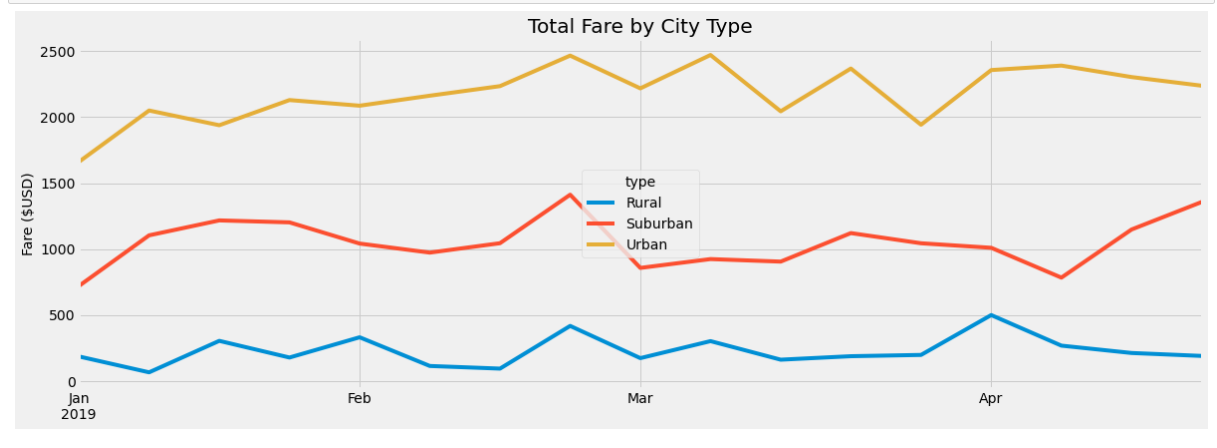 Total Fare by City Type
Fare ($USD)
2500
2000
1500
1000
500
0
type
Rural
Suburban
Urban
Jan Feb Mar Apr
2019